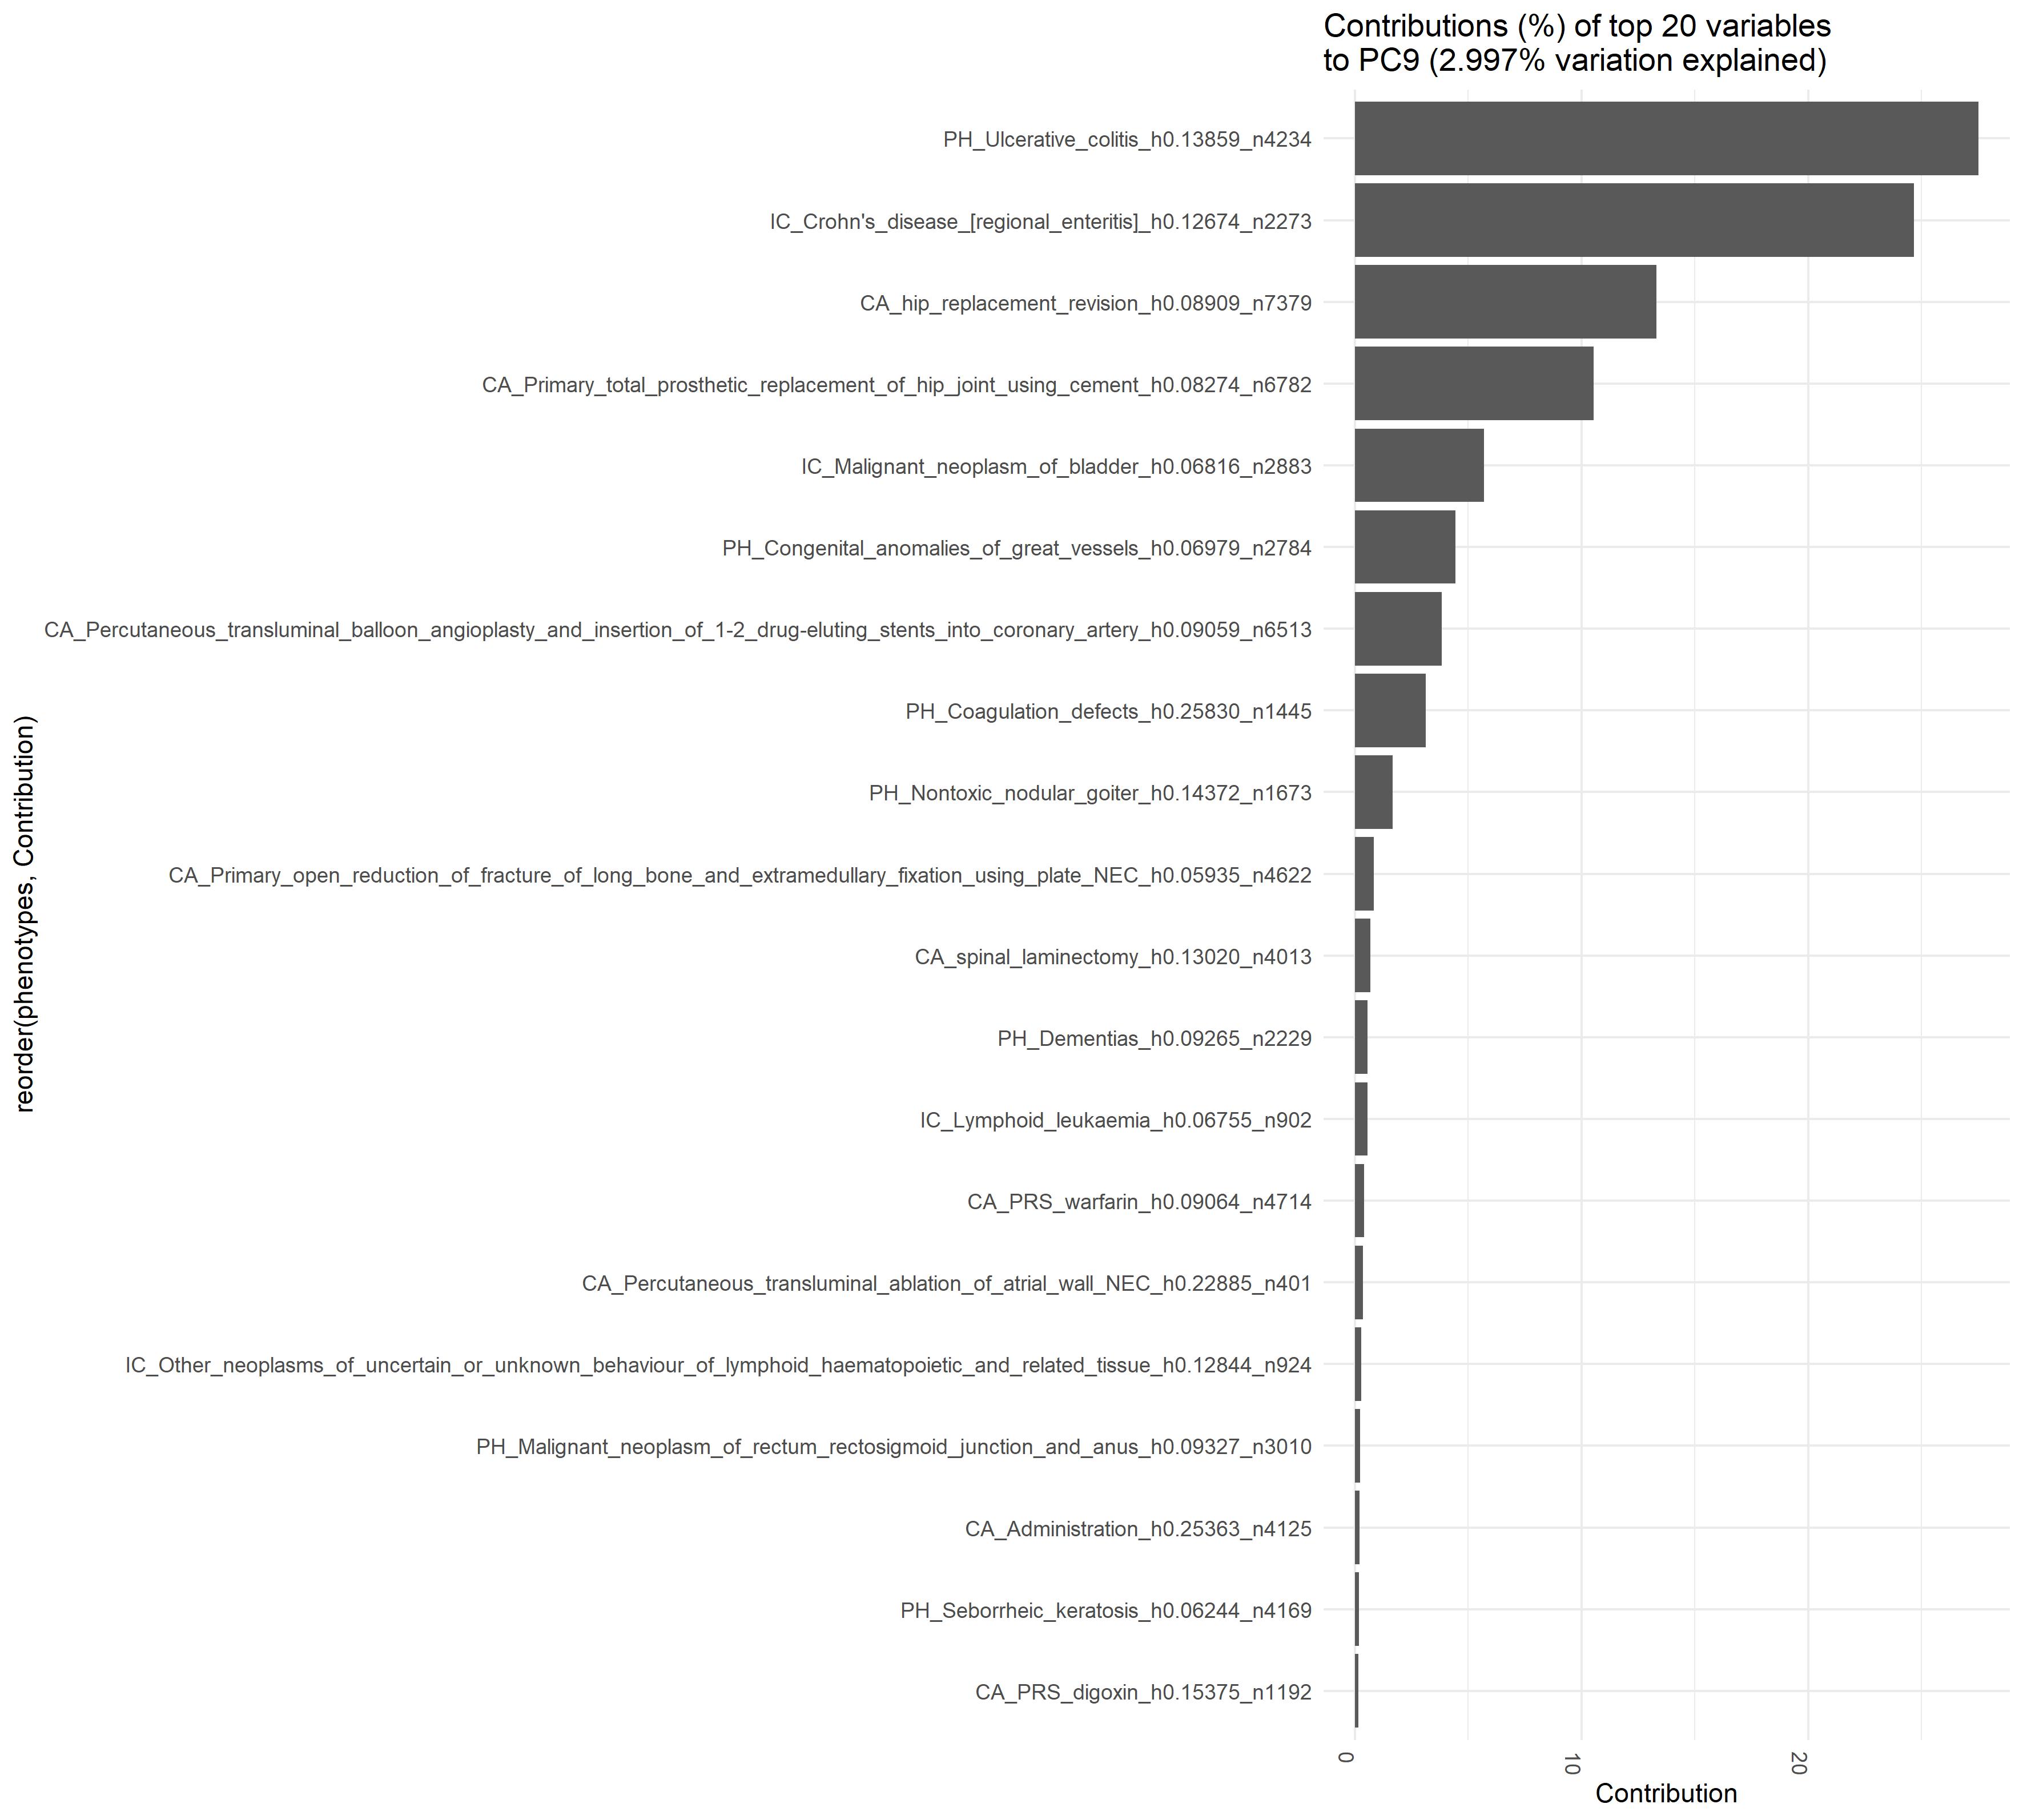 Contributions (%) of top 20 variables
to PC9 (2.997% variation explained)
PH_Ulcerative_colitis_h0.13859_n4234
IC_Crohn's_disease_[regional_enteritis]_h0.12674_n2273
CA_hip_replacement_revision_h0.08909_n7379
CA_Primary_total_prosthetic_replacement_of_hip_joint_using_cement_h0.08274_n6782
IC_Malignant_neoplasm_of_bladder_h0.06816_n2883
PH_Congenital_anomalies_of_great_vessels_h0.06979_n2784
CA_Percutaneous_transluminal_balloon_angioplasty_and_insertion_of_1-2_drug-eluting_stents_into_coronary_artery_h0.09059_n6513
PH_Coagulation_defects_h0.25830_n1445
PH_Nontoxic_nodular_goiter_h0.14372_n1673
CA_Primary_open_reduction_of_fracture_of_long_bone_and_extramedullary_fixation_using_plate_NEC_h0.05935_n4622
CA_spinal_laminectomy_h0.13020_n4013
PH_Dementias_h0.09265_n2229
IC_Lymphoid_leukaemia_h0.06755_n902
CA_PRS_warfarin_h0.09064_n4714
CA_Percutaneous_transluminal_ablation_of_atrial_wall_NEC_h0.22885_n401
IC_Other_neoplasms_of_uncertain_or_unknown_behaviour_of_lymphoid_haematopoietic_and_related_tissue_h0.12844_n924
PH_Malignant_neoplasm_of_rectum_rectosigmoid_junction_and_anus_h0.09327_n3010
CA_Administration_h0.25363_n4125
PH_Seborrheic_keratosis_h0.06244_n4169
CA_PRS_digoxin_h0.15375_n1192
reorder(phenotypes, Contribution)
0
10
20
Contribution